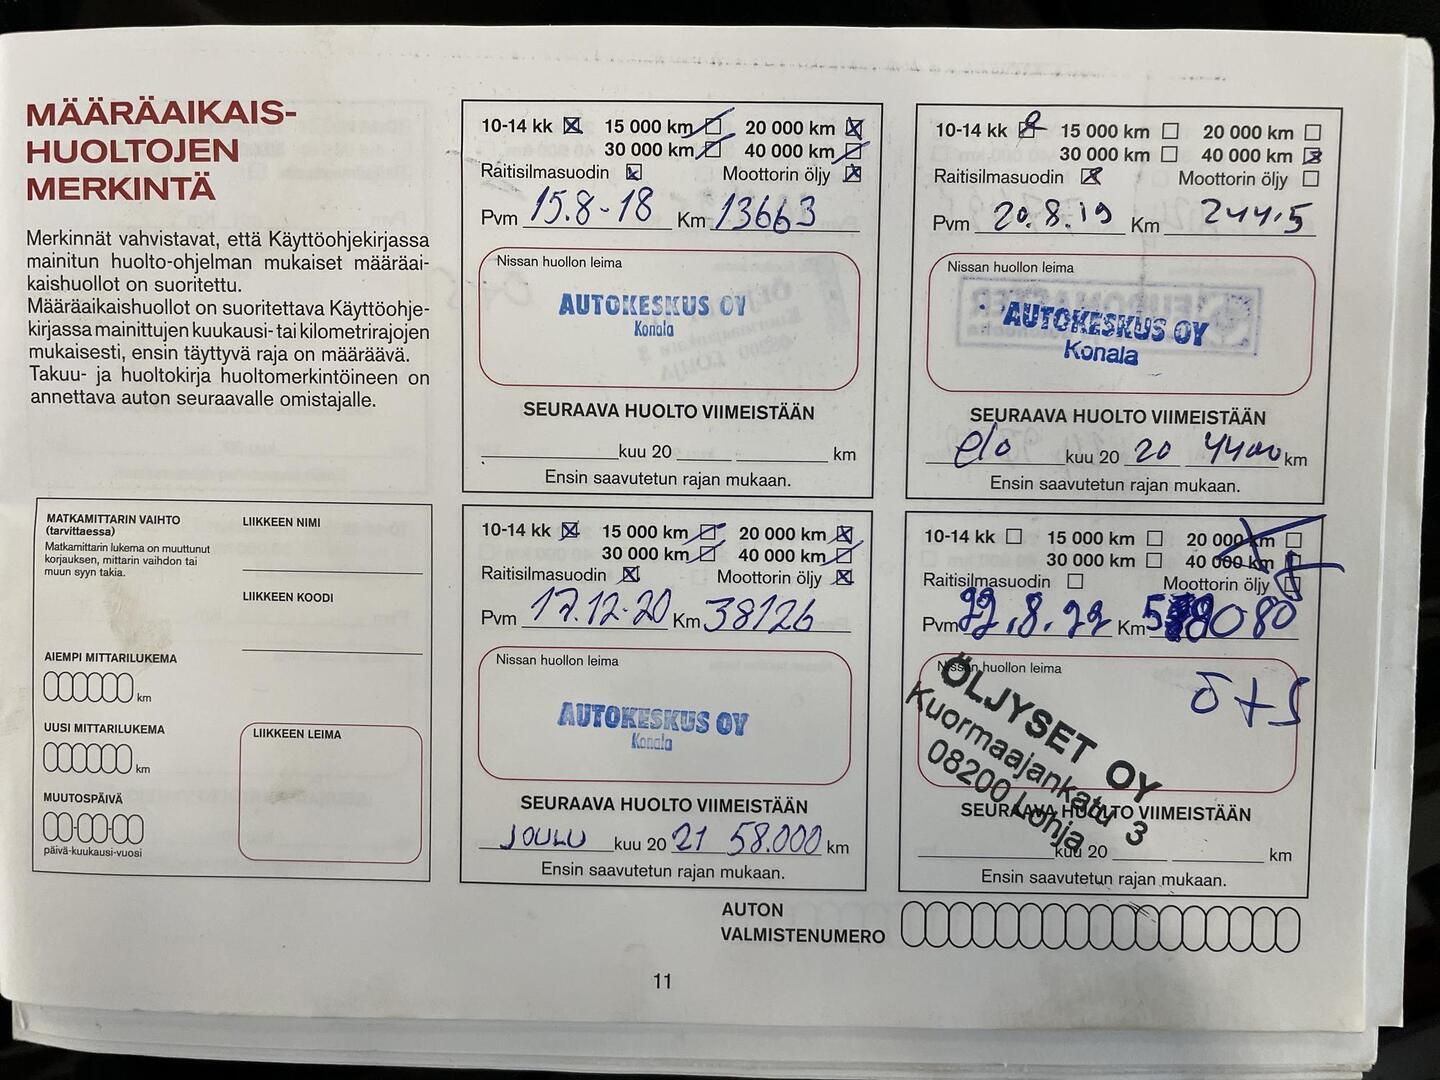 MÄÄRÄAIKAIS-
HUOLTOJEN
MERKINTÄ
Merkinnät vahvistavat, että Käyttöohjekirjassa
mainitun huolto-ohjelman mukaiset määräai-
kaishuollot on suoritettu.
Määräaikaishuollot on suoritettava Käyttöohje-
kirjassa mainittujen kuukausi- tai kilometrirajojen
mukaisesti, ensin täyttyvä raja on määräävä.
Takuu- ja huoltokirja huoltomerkintöineen on
annettava auton seuraavalle omistajalle.
MATKAMITTARIN VAIHTO
(tarvittaessa)
Matkamittarin lukema on muuttunut
korjauksen, mittarin vaihdon tai
muun syyn takia.
AIEMPI MITTARILUKEMA
km
UUSI MITTARILUKEMA
km
MUUTOSPÄIVÄ
päivä-kuukausi-vuosi
LIIKKEEN NIMI
LIIKKEEN KOODI
LIIKKEEN LEIMA
10-14 kk 15 000 km 20 000 km
30 000 km 40 000 km
Raitisilmasuodin Moottorin öljy
Pvm 15.8-18 Km 13663
Nissan huollon leima
AUTOKESKUS OY
Konala
SEURAAVA HUOLTO VIIMEISTÄÄN
kuu 20 km
Ensin saavutetun rajan mukaan.
10-14 kk 15 000 km 20 000 km
30 000 km 40 000 km
Raitisilmasuodin Moottorin öljy
Pvm 20.8.19 Km
Nissan huollon leima
AUTOKESKUS OY
Konala
SEURAAVA HUOLTO VIIMEISTÄÄN
elo kuu 20 20 km
Ensin saavutetun rajan mukaan.
10-14 kk 15 000 km 20 000 km
30 000 km 40 000 km
Raitisilmasuodin Moottorin öljy
Pvm 17.12.20 Km 38126
Nissan huollon leima
AUTOKESKUS OY
Konala
SEURAAVA HUOLTO VIIMEISTÄÄN
JOULU kuu 20 21 58.000 km
Ensin saavutetun rajan mukaan.
10-14 kk 15 000 km 20 000 km
30 000 km 40 000 km
Raitisilmasuodin Moottorin öljy
Pvm 22.8.22 Km
Nissan huollon leima
Ö+S
ÖLJYSET OY
Kuormaajankatu 3
08200 Lohja
SEURAAVA HUOLTO VIIMEISTÄÄN
kuu 20 km
Ensin saavutetun rajan mukaan.
AUTON
VALMISTENUMERO
11